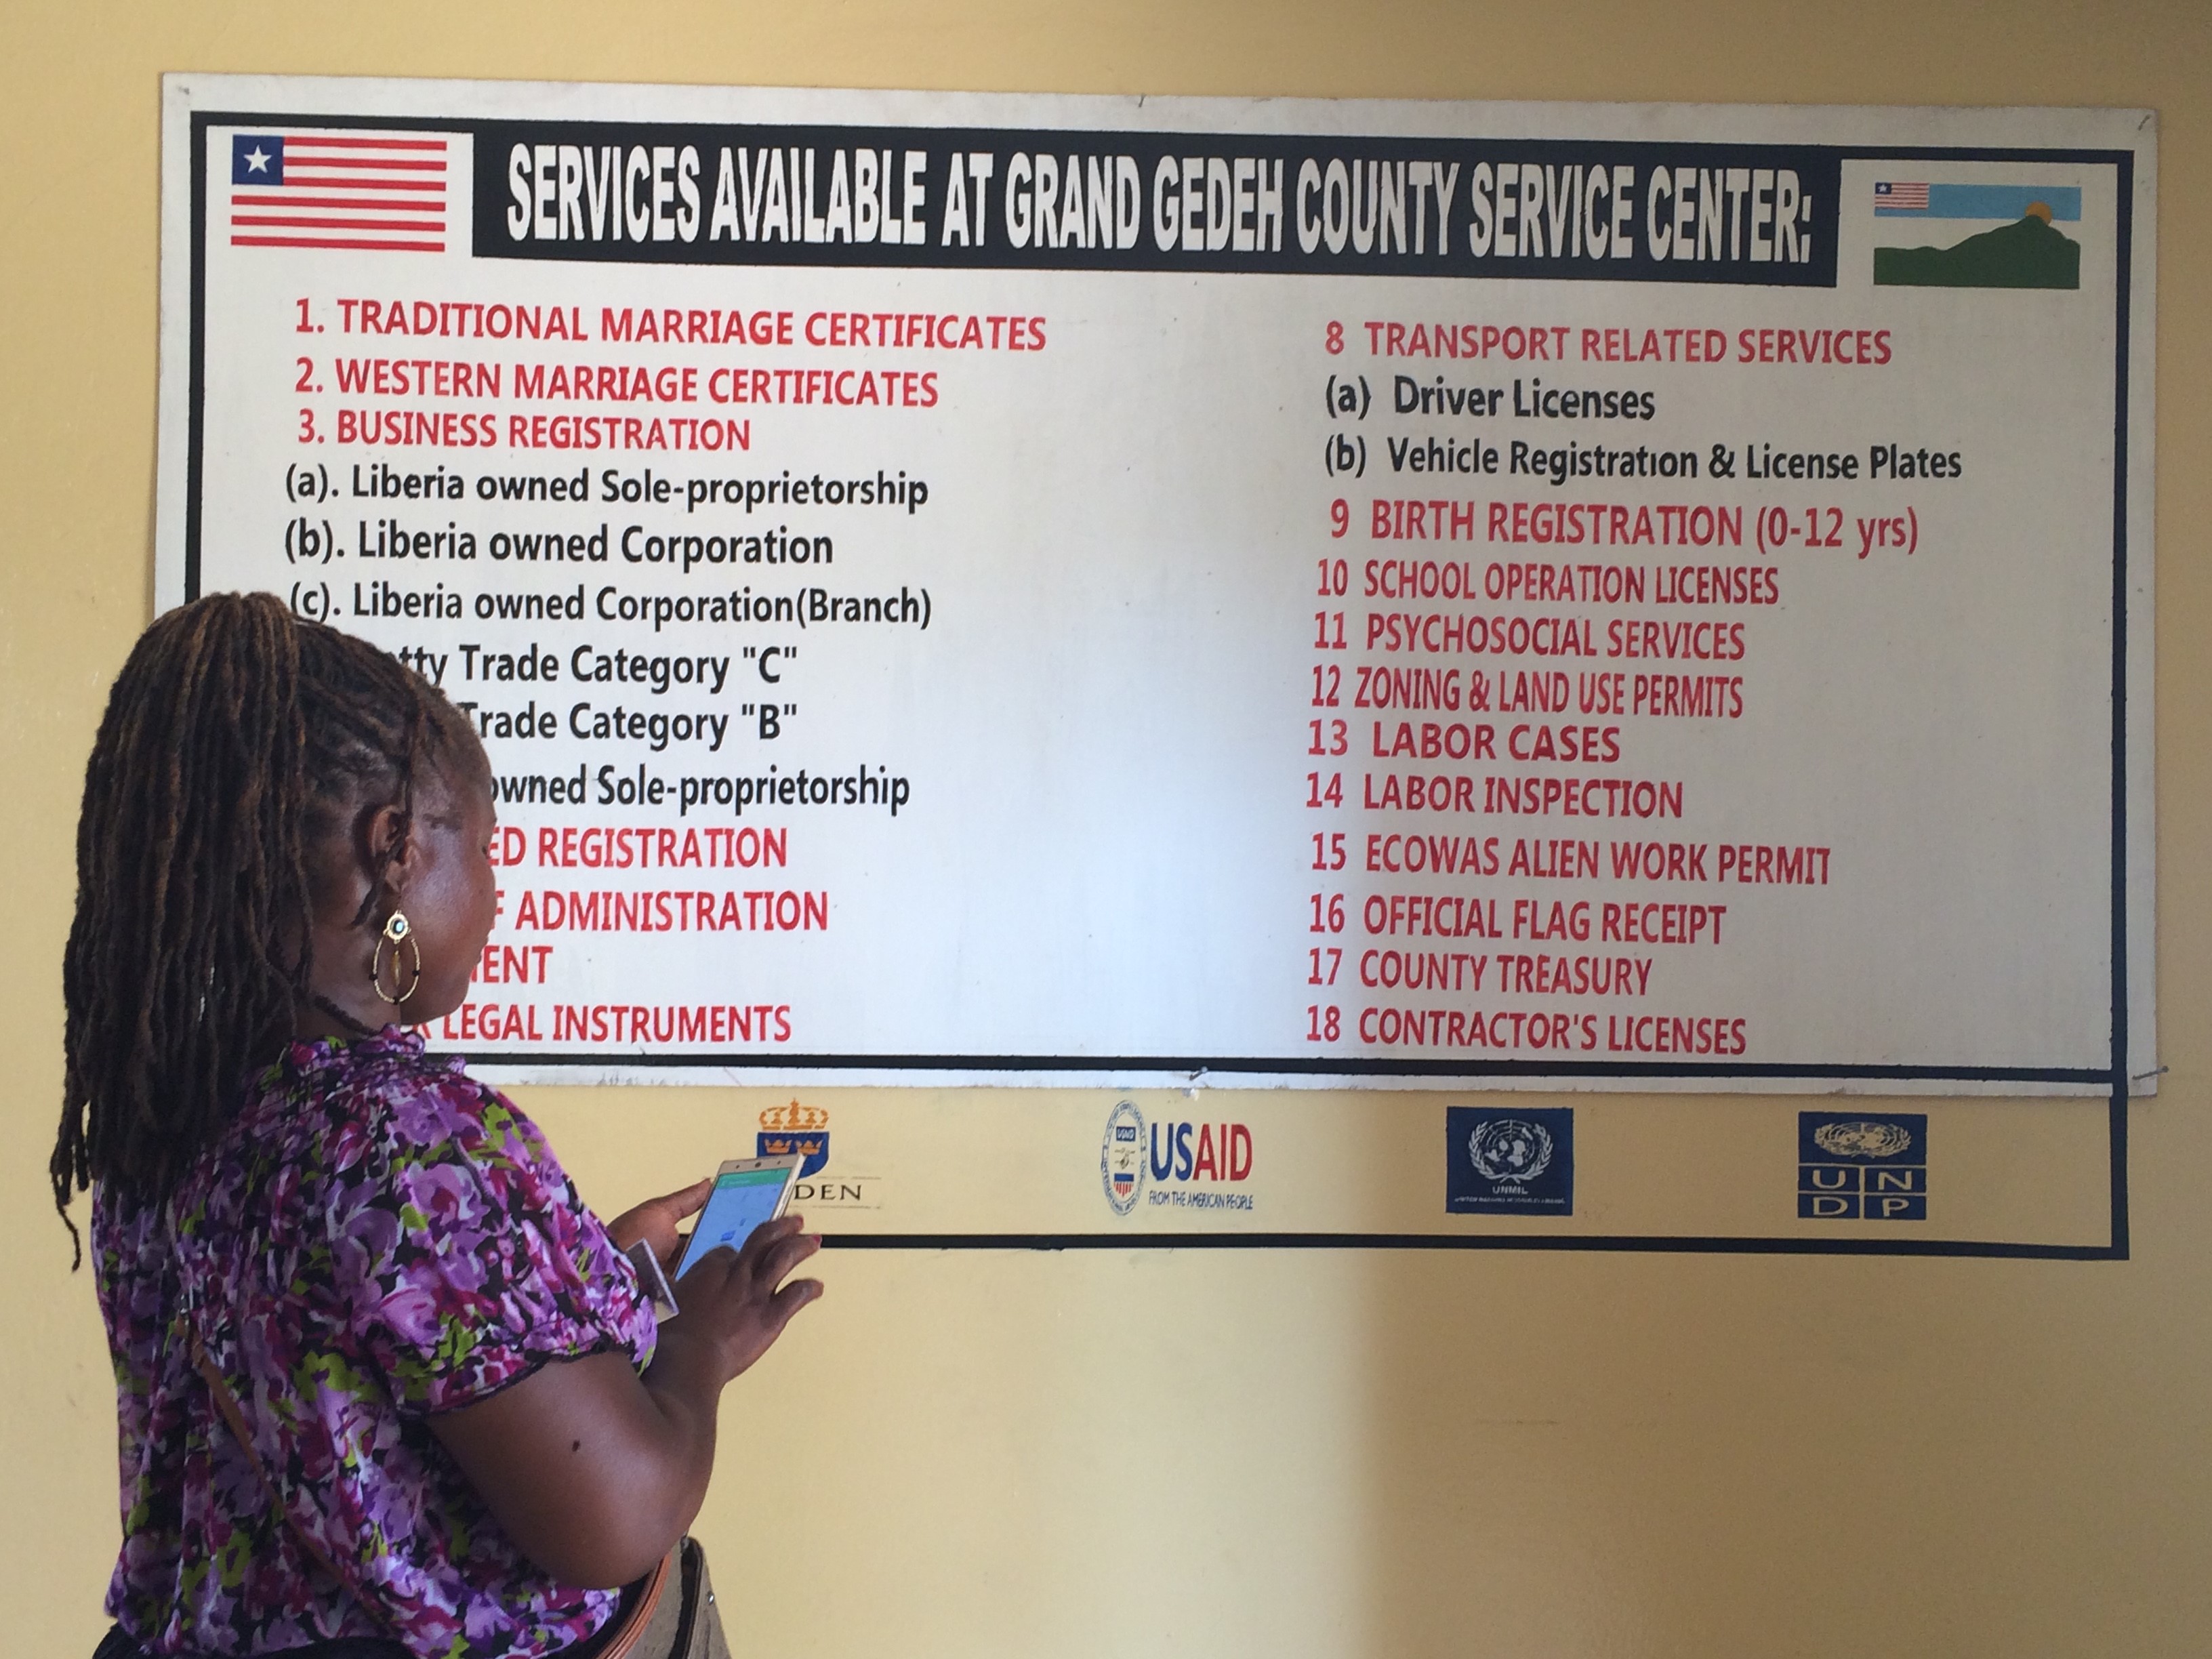 SERVICES AVAILABLE AT GRAND GEDEH COUNTY SERVICE CENTER:
1. TRADITIONAL MARRIAGE CERTIFICATES
2. WESTERN MARRIAGE CERTIFICATES
3. BUSINESS REGISTRATION
(a). Liberia owned Sole-proprietorship
(b). Liberia owned Corporation
(c). Liberia owned Corporation(Branch)
Trade Category "C"
Trade Category "B"
owned Sole-proprietorship
REGISTRATION
ADMINISTRATION
LEGAL INSTRUMENTS
8 TRANSPORT RELATED SERVICES
(a) Driver Licenses
(b) Vehicle Registration & License Plates
9 BIRTH REGISTRATION (0-12 yrs)
10 SCHOOL OPERATION LICENSES
11 PSYCHOSOCIAL SERVICES
12 ZONING & LAND USE PERMITS
13 LABOR CASES
14 LABOR INSPECTION
15 ECOWAS ALIEN WORK PERMIT
16 OFFICIAL FLAG RECEIPT
17 COUNTY TREASURY
18 CONTRACTOR'S LICENSES
USAID
FROM THE AMERICAN PEOPLE
UNMIL
UN
DP